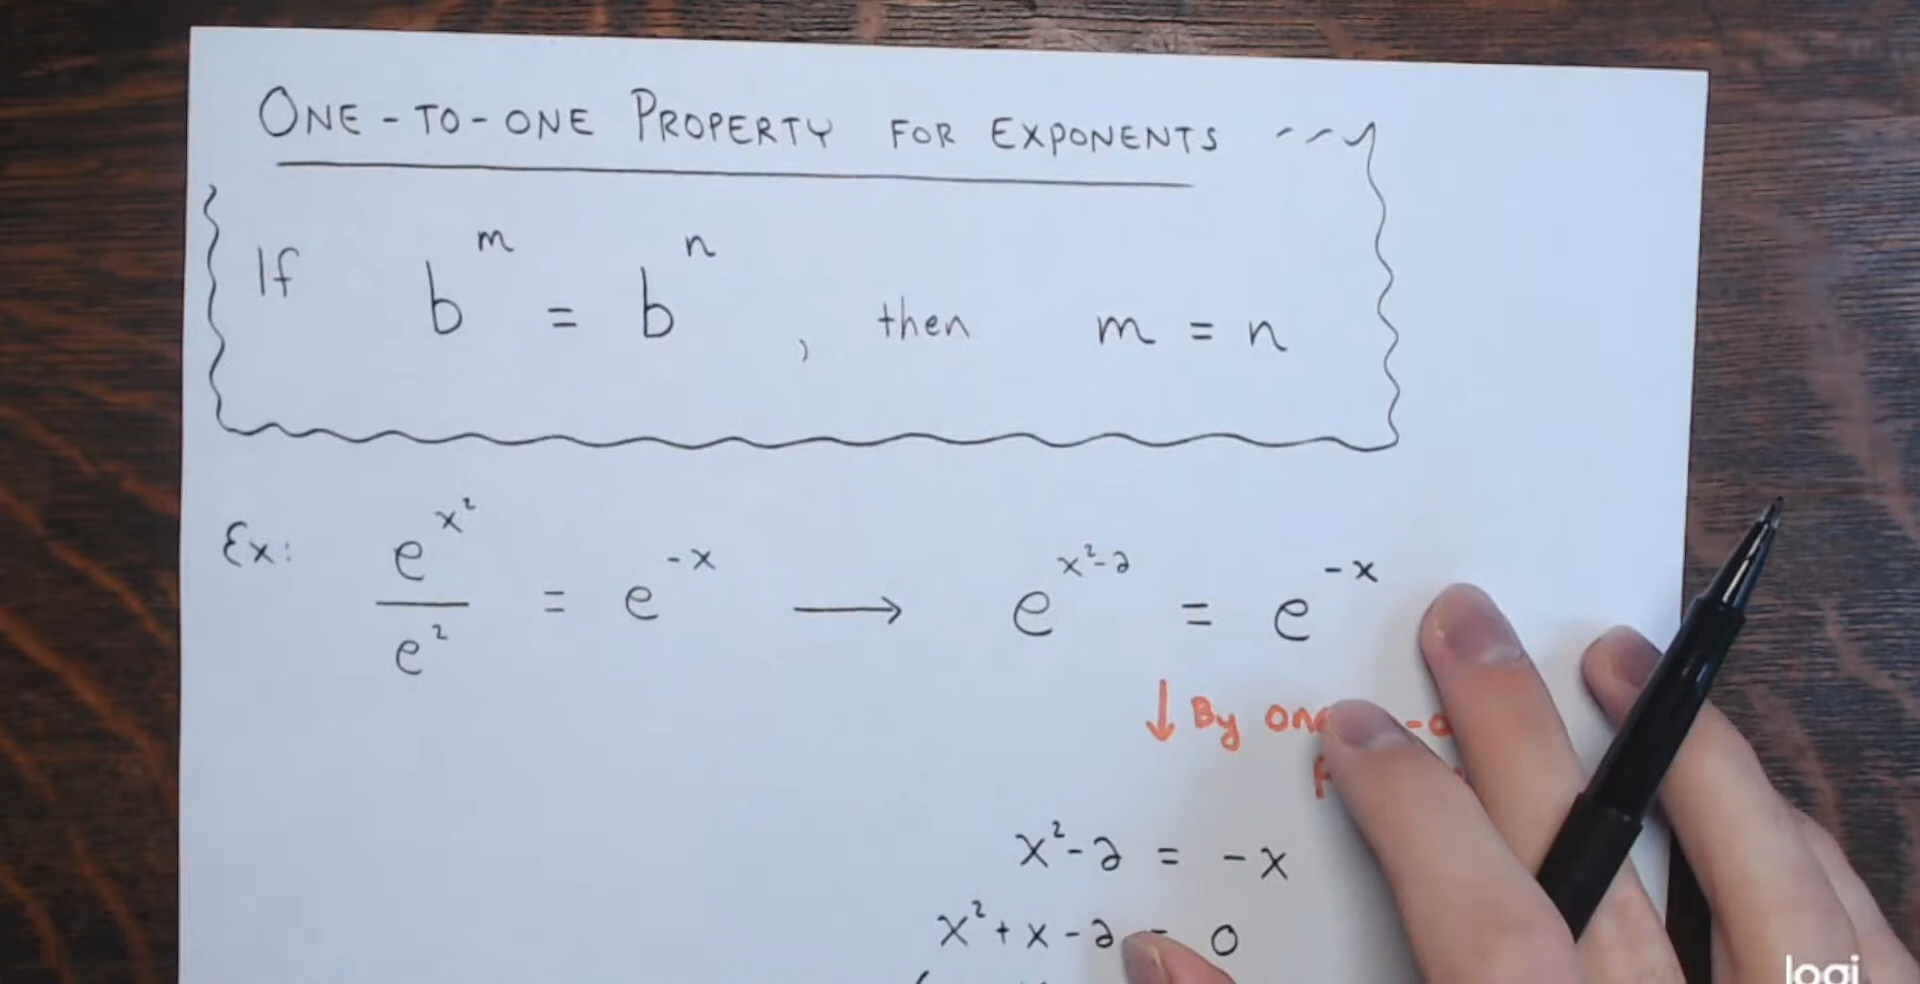 ONE-TO-ONE PROPERTY FOR EXPONENTS
If b^m = b^n, then m = n
Ex: e^(x²)/e² = e^(-x) → e^(x²-2) = e^(-x)
↓ By
x²-2 = -x
x²+x-2 = 0
logi